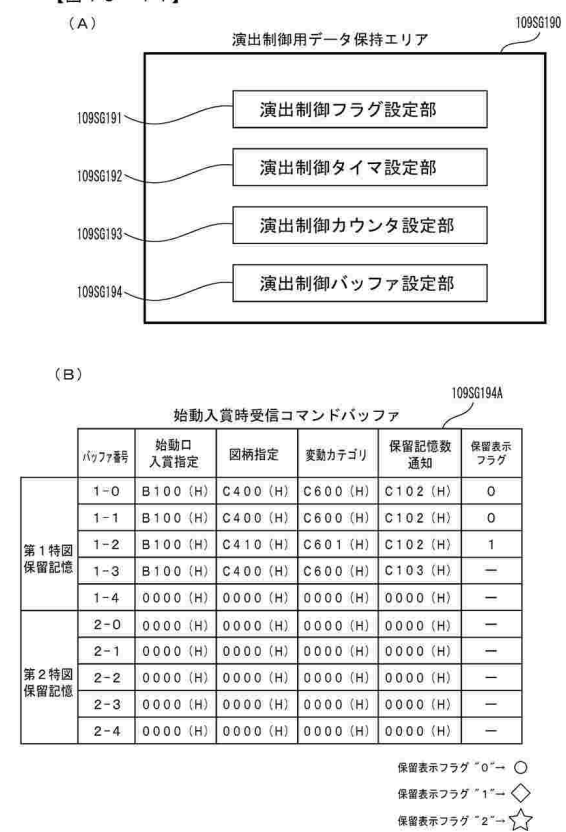 (A)
109SG190
演出制御用データ保持エリア
109SG191
演出制御フラグ設定部
109SG192
演出制御タイマ設定部
109SG193
演出制御カウンタ設定部
109SG194
演出制御バッファ設定部
(B)
109SG194A
始動入賞時受信コマンドバッファ
バッファ番号 始動口入賞指定 図柄指定 変動カテゴリ 保留記憶数通知 保留表示フラグ
第1特図保留記憶
1-0 B100(H) C400(H) C600(H) C102(H) 0
1-1 B100(H) C400(H) C600(H) C102(H) 0
1-2 B100(H) C410(H) C601(H) C102(H) 1
1-3 B100(H) C400(H) C600(H) C103(H) −
1-4 0000(H) 0000(H) 0000(H) 0000(H) −
第2特図保留記憶
2-0 0000(H) 0000(H) 0000(H) 0000(H) −
2-1 0000(H) 0000(H) 0000(H) 0000(H) −
2-2 0000(H) 0000(H) 0000(H) 0000(H) −
2-3 0000(H) 0000(H) 0000(H) 0000(H) −
2-4 0000(H) 0000(H) 0000(H) 0000(H) −
保留表示フラグ"0"→ ○
保留表示フラグ"1"→ ◇
保留表示フラグ"2"→ ☆